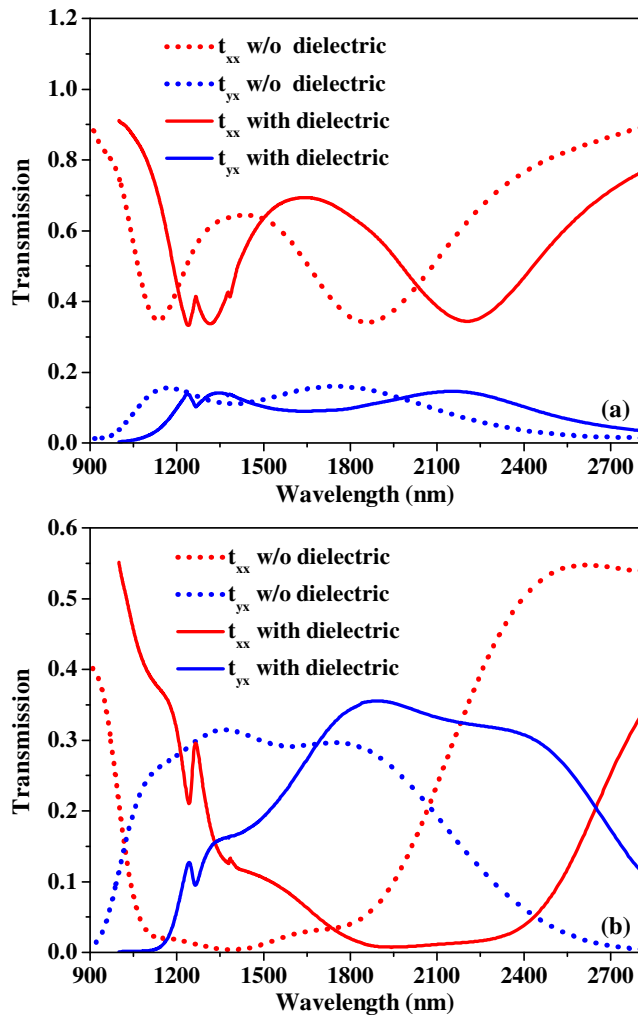 1.2
1.0
0.8
0.6
0.4
0.2
0.0
Transmission
t_xx w/o dielectric
t_yx w/o dielectric
t_xx with dielectric
t_yx with dielectric
(a)
900 1200 1500 1800 2100 2400 2700
Wavelength (nm)
0.6
0.5
0.4
0.3
0.2
0.1
0.0
Transmission
t_xx w/o dielectric
t_yx w/o dielectric
t_xx with dielectric
t_yx with dielectric
(b)
900 1200 1500 1800 2100 2400 2700
Wavelength (nm)